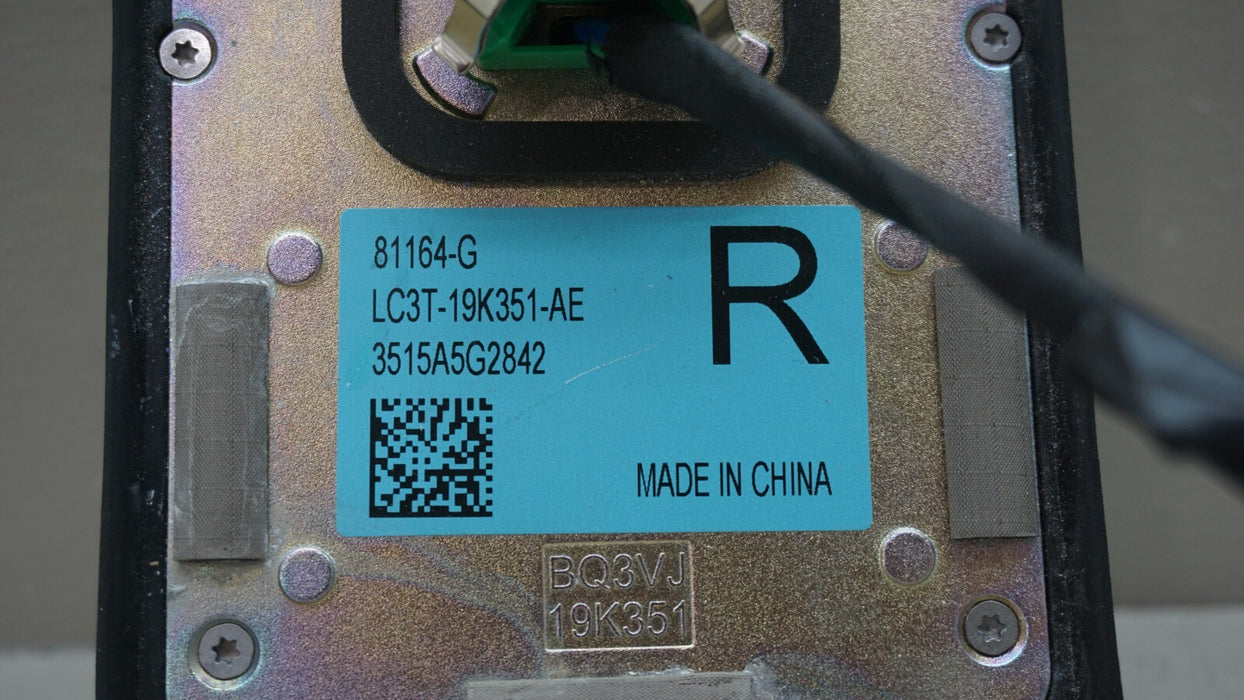 81164-G
LC3T-19K351-AE
3515A5G2842
R
MADE IN CHINA
BQ3VJ
19K351